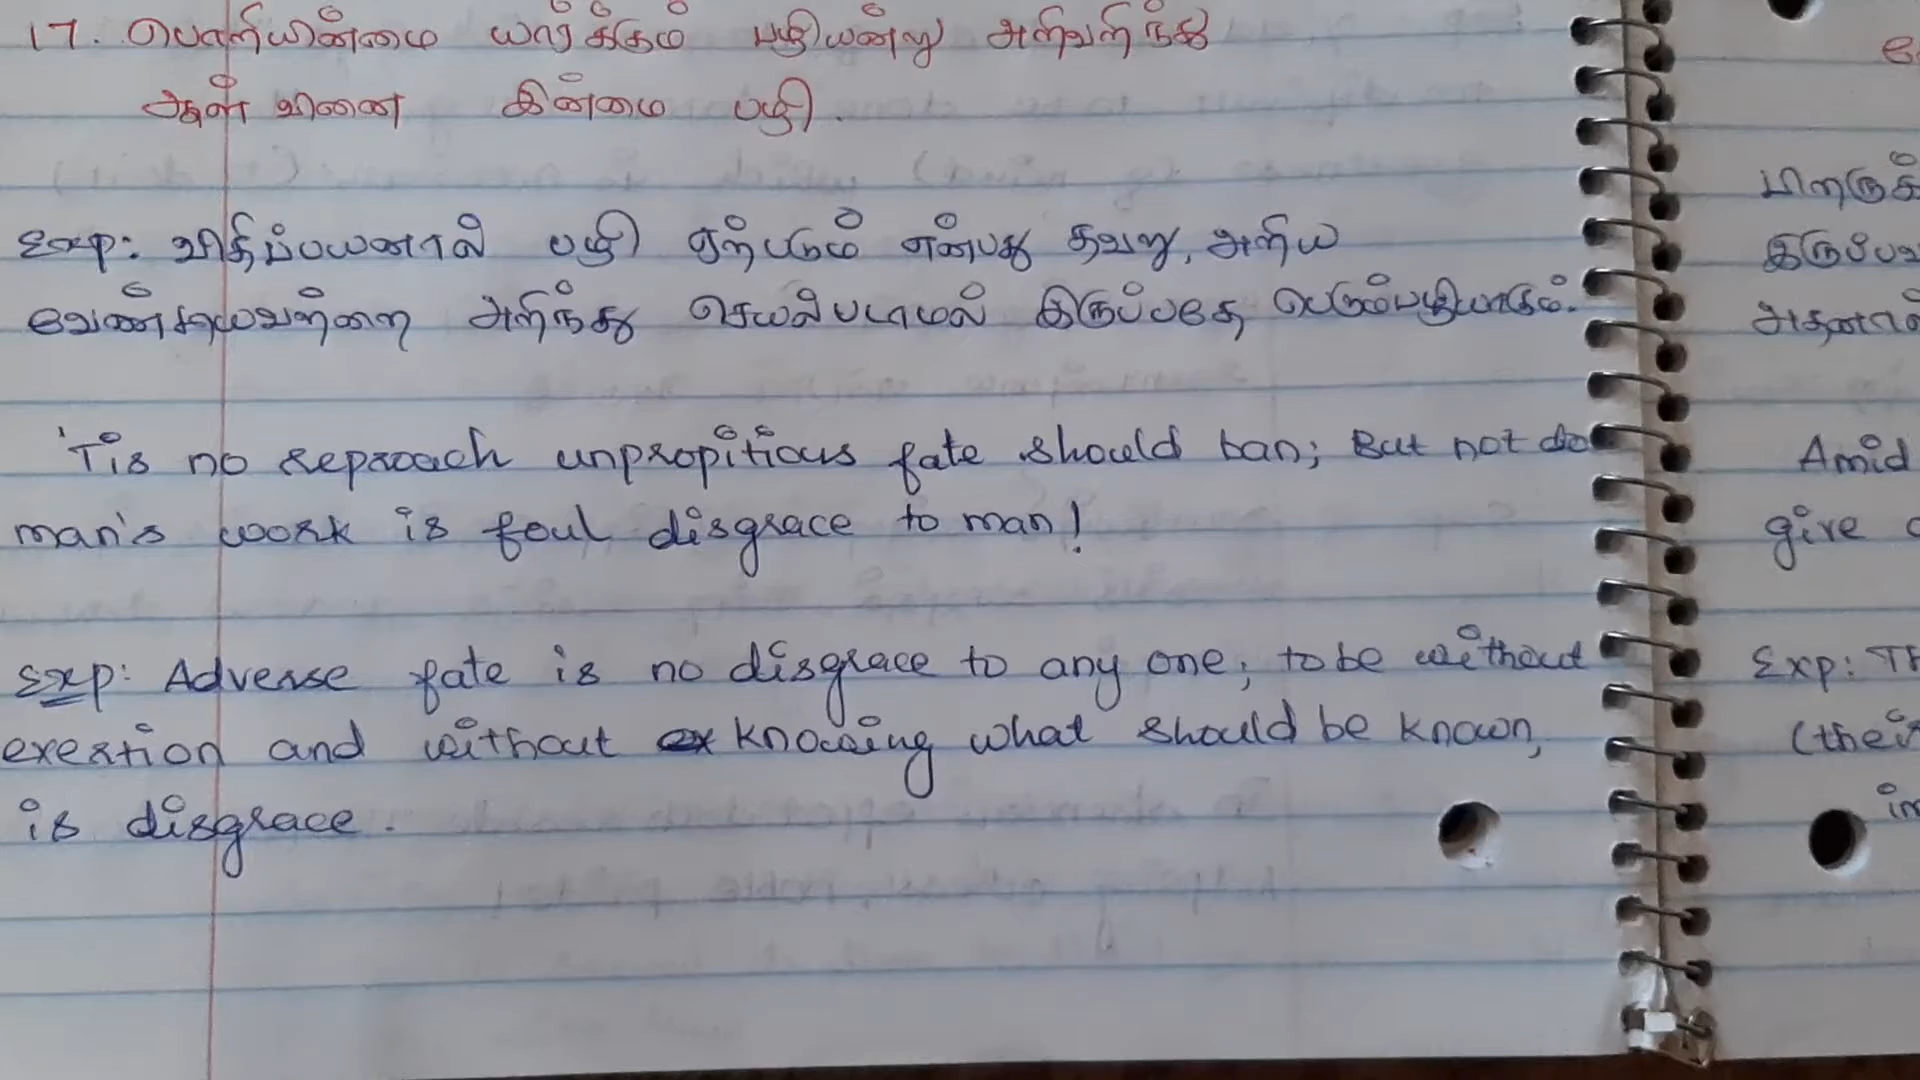 17. பொறியின்மை யார்க்கும் பழியன்று அறிவறிந்து
ஆள் வினை இன்மை பழி.
Exp: விதிப்பயனால் பழி ஏற்படும் என்பது தவறு, அறிய
வேண்டியவற்றை அறிந்து செயல்படாமல் இருப்பதே பெரும்பழியாகும்.
'Tis no reproach unpropitious fate should ban; But not do
man's work is foul disgrace to man!
Exp: Adverse fate is no disgrace to any one; to be without
exertion and without knowing what should be known,
is disgrace.
Amid
give
Exp: